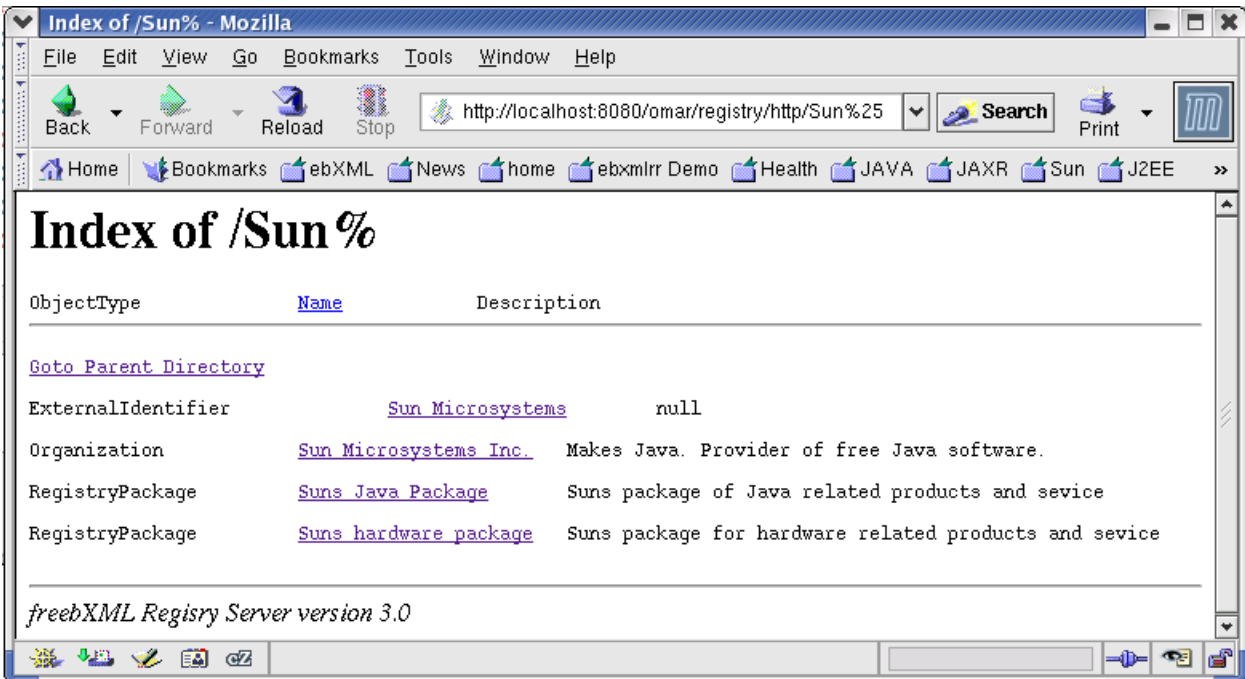 Index of /Sun% - Mozilla
File Edit View Go Bookmarks Tools Window Help
Back Forward Reload Stop http://localhost:8080/omar/registry/http/Sun%25 Search Print
Home Bookmarks ebXML News home ebxmlrr Demo Health JAVA JAXR Sun J2EE »
Index of /Sun%
ObjectType Name Description
Goto Parent Directory
ExternalIdentifier Sun Microsystems null
Organization Sun Microsystems Inc. Makes Java. Provider of free Java software.
RegistryPackage Suns Java Package Suns package of Java related products and sevice
RegistryPackage Suns hardware package Suns package for hardware related products and sevice
freebXML Regisry Server version 3.0